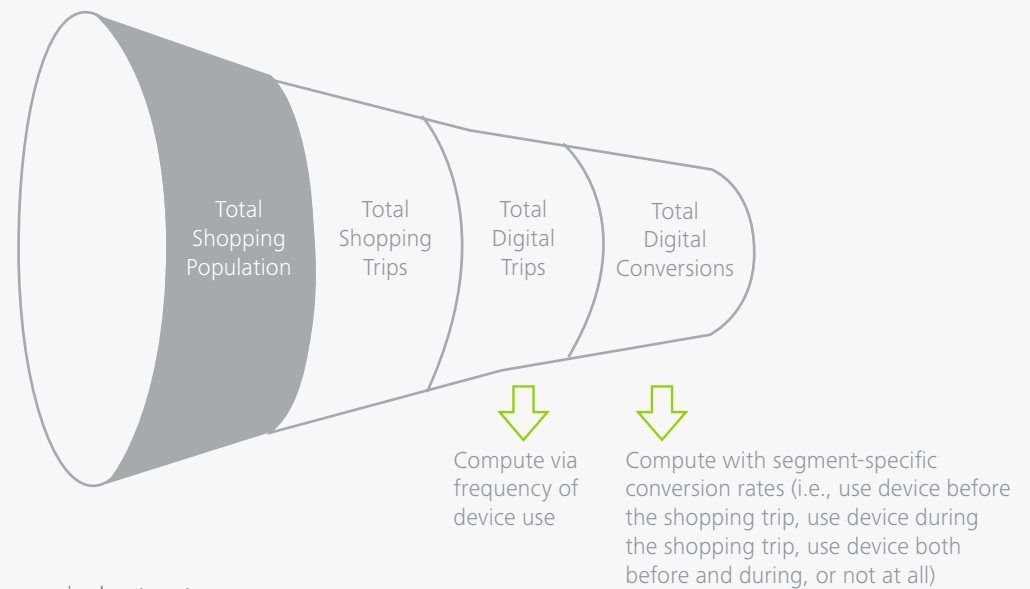 Total
Shopping
Population
Total
Shopping
Trips
Total
Digital
Trips
Total
Digital
Conversions
Compute via
frequency of
device use
Compute with segment-specific
conversion rates (i.e., use device before
the shopping trip, use device during
the shopping trip, use device both
before and during, or not at all)